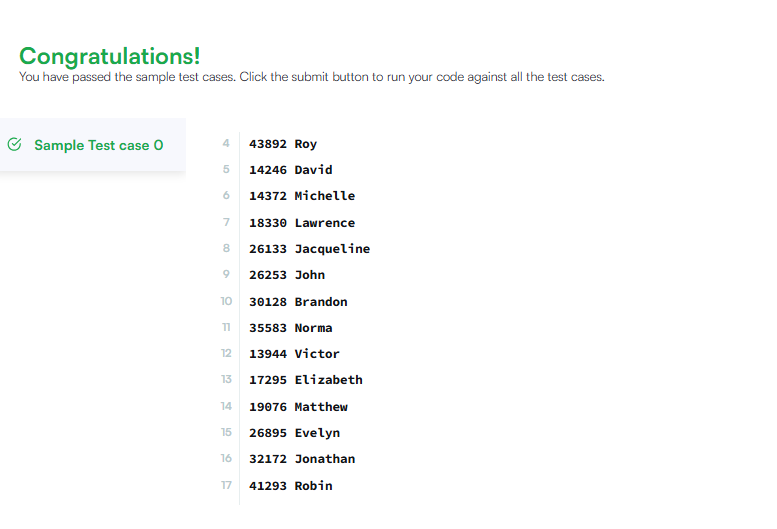 Congratulations!
You have passed the sample test cases. Click the submit button to run your code against all the test cases.
Sample Test case 0
4 43892 Roy
5 14246 David
6 14372 Michelle
7 18330 Lawrence
8 26133 Jacqueline
9 26253 John
10 30128 Brandon
11 35583 Norma
12 13944 Victor
13 17295 Elizabeth
14 19076 Matthew
15 26895 Evelyn
16 32172 Jonathan
17 41293 Robin